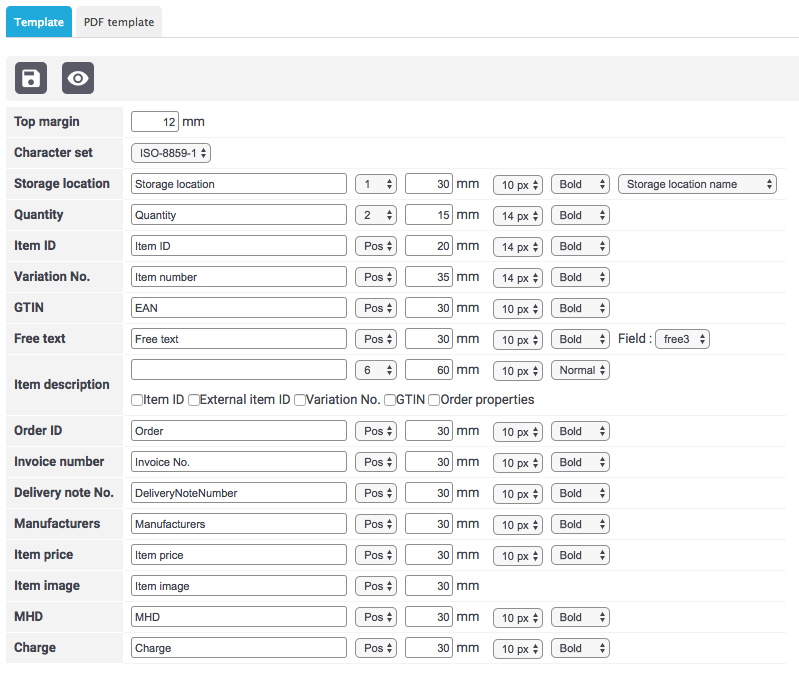 Template PDF template
Top margin 12 mm
Character set ISO-8859-1
Storage location Storage location 1 30 mm 10 px Bold Storage location name
Quantity Quantity 2 15 mm 14 px Bold
Item ID Item ID Pos 20 mm 14 px Bold
Variation No. Item number Pos 35 mm 14 px Bold
GTIN EAN Pos 30 mm 10 px Bold
Free text Free text Pos 30 mm 10 px Bold Field : free3
Item description 6 60 mm 10 px Normal
Item ID External item ID Variation No. GTIN Order properties
Order ID Order Pos 30 mm 10 px Bold
Invoice number Invoice No. Pos 30 mm 10 px Bold
Delivery note No. DeliveryNoteNumber Pos 30 mm 10 px Bold
Manufacturers Manufacturers Pos 30 mm 10 px Bold
Item price Item price Pos 30 mm 10 px Bold
Item image Item image Pos 30 mm
MHD MHD Pos 30 mm 10 px Bold
Charge Charge Pos 30 mm 10 px Bold